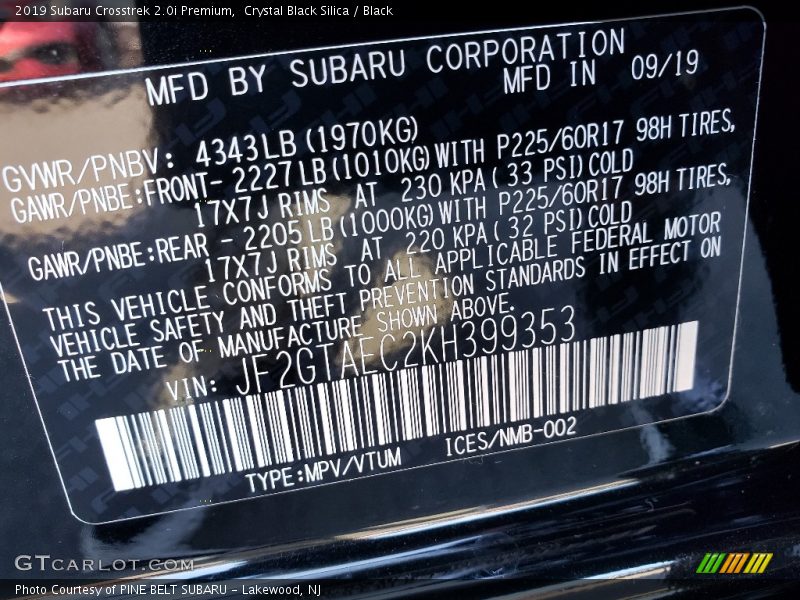 2019 Subaru Crosstrek 2.0i Premium,  Crystal Black Silica / Black
MFD BY SUBARU CORPORATION
MFD IN 09/19
GVWR/PNBV: 4343LB (1970KG)
GAWR/PNBE:FRONT- 2227LB(1010KG)WITH P225/60R17 98H TIRES,
17X7J RIMS AT 230 KPA( 33 PSI)COLD
GAWR/PNBE:REAR - 2205LB(1000KG)WITH P225/60R17 98H TIRES,
17X7J RIMS AT 220 KPA( 32 PSI)COLD
THIS VEHICLE CONFORMS TO ALL APPLICABLE FEDERAL MOTOR
VEHICLE SAFETY AND THEFT PREVENTION STANDARDS IN EFFECT ON
THE DATE OF MANUFACTURE SHOWN ABOVE.
VIN: JF2GTAEC2KH399353
TYPE:MPV/VTUM ICES/NMB-002
GTCARLOT.COM
Photo Courtesy of PINE BELT SUBARU - Lakewood, NJ